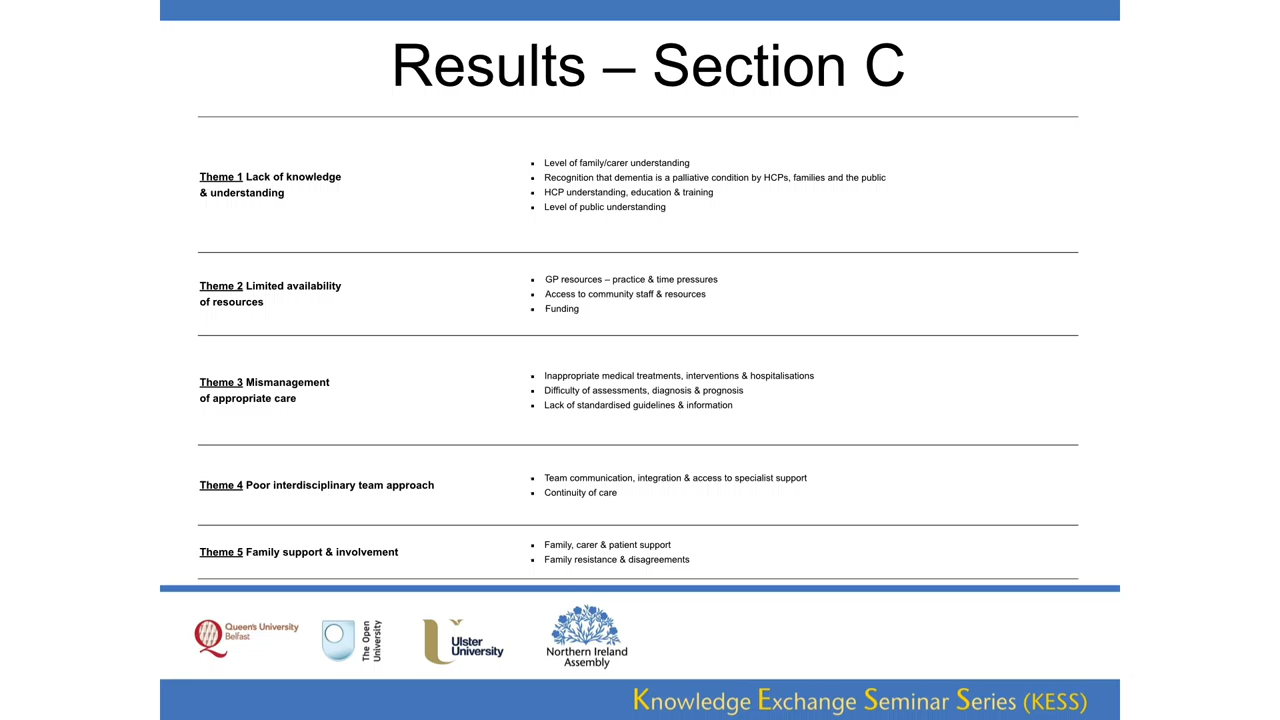 Results – Section C
Theme 1 Lack of knowledge
& understanding
▪ Level of family/carer understanding
▪ Recognition that dementia is a palliative condition by HCPs, families and the public
▪ HCP understanding, education & training
▪ Level of public understanding
Theme 2 Limited availability
of resources
▪ GP resources – practice & time pressures
▪ Access to community staff & resources
▪ Funding
Theme 3 Mismanagement
of appropriate care
▪ Inappropriate medical treatments, interventions & hospitalisations
▪ Difficulty of assessments, diagnosis & prognosis
▪ Lack of standardised guidelines & information
Theme 4 Poor interdisciplinary team approach
▪ Team communication, integration & access to specialist support
▪ Continuity of care
Theme 5 Family support & involvement
▪ Family, carer & patient support
▪ Family resistance & disagreements
Queen's University
Belfast
The Open
University
Ulster
University
Northern Ireland
Assembly
Knowledge Exchange Seminar Series (KESS)